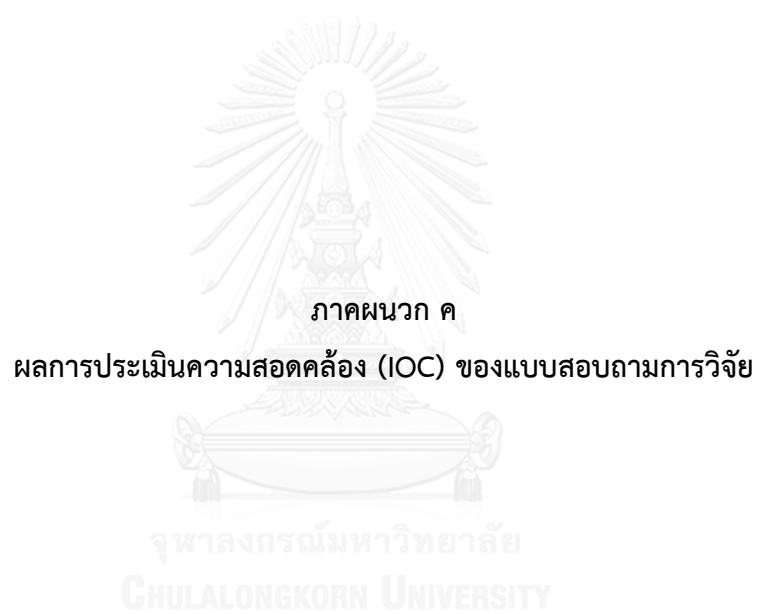 ภาคผนวก ค
ผลการประเมินความสอดคล้อง (IOC) ของแบบสอบถามการวิจัย
จุฬาลงกรณ์มหาวิทยาลัย
CHULALONGKORN UNIVERSITY